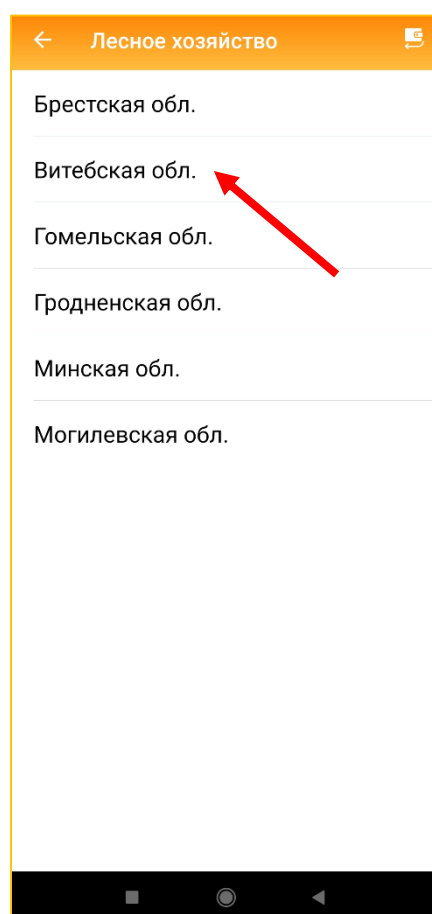 Лесное хозяйство
Брестская обл.
Витебская обл.
Гомельская обл.
Гродненская обл.
Минская обл.
Могилевская обл.